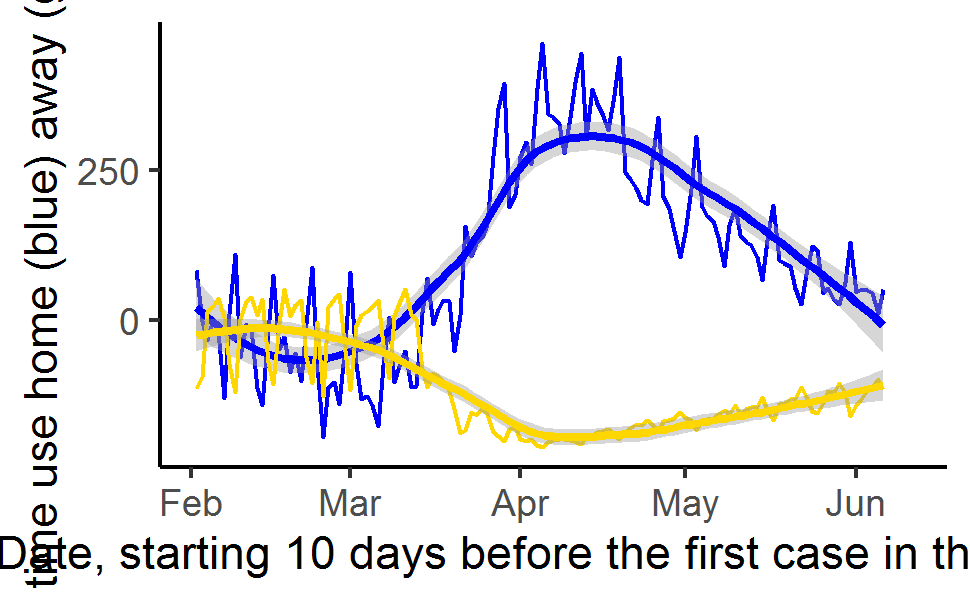 time use home (blue) away (
250
0
Feb Mar Apr May Jun
Date, starting 10 days before the first case in th